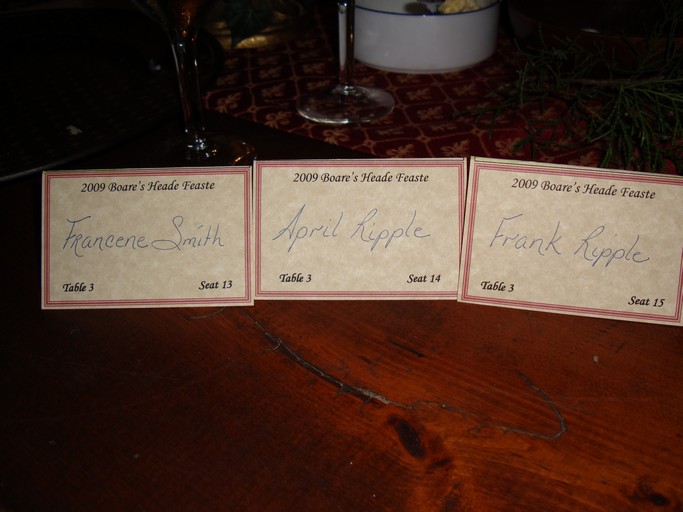 2009 Boare's Heade Feaste
Francene Smith
Table 3 Seat 13
2009 Boare's Heade Feaste
April Ripple
Table 3 Seat 14
2009 Boare's Heade Feaste
Frank Ripple
Table 3 Seat 15